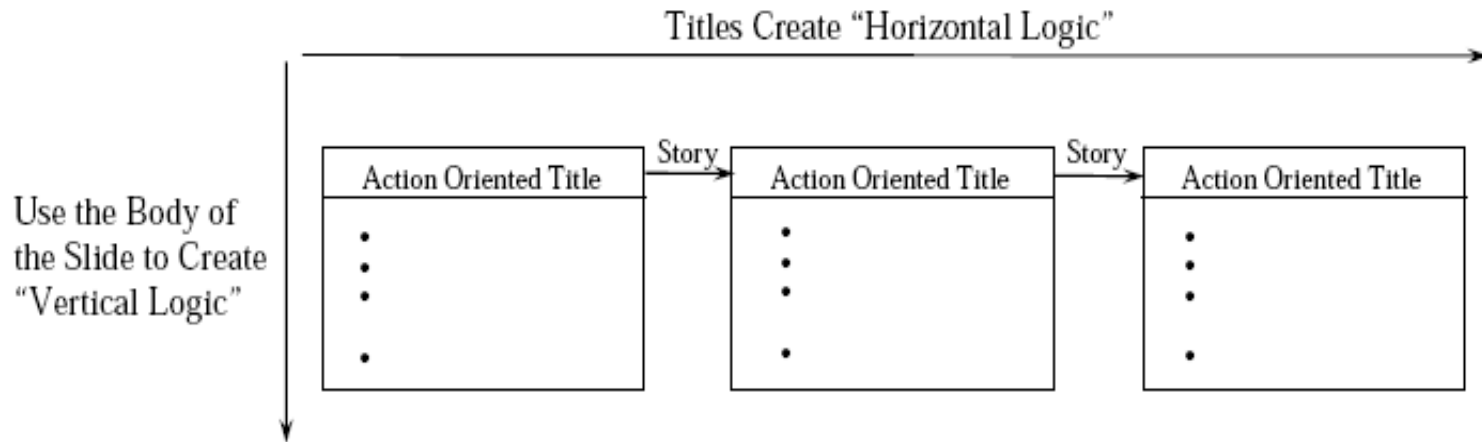 Titles Create “Horizontal Logic”
Story
Story
Action Oriented Title
Action Oriented Title
Action Oriented Title
Use the Body of
the Slide to Create
“Vertical Logic”
•
•
•
•
•
•
•
•
•
•
•
•